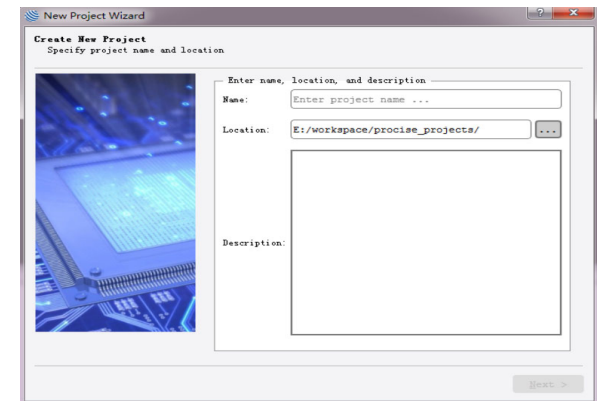 New Project Wizard
Create New Project
Specify project name and location
Enter name, location, and description
Name: Enter project name ...
Location: E:/workspace/procise_projects/ ...
Description:
Next >